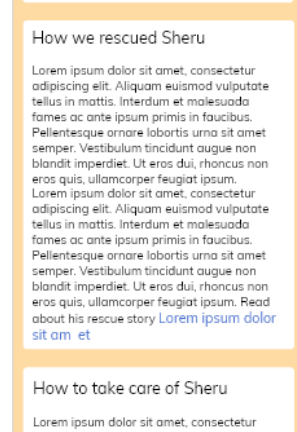 How we rescued Sheru
Lorem ipsum dolor sit amet, consectetur
adipiscing elit. Aliquam euismod vulputate
tellus in mattis. Interdum et malesuada
fames ac ante ipsum primis in faucibus.
Pellentesque ornare lobortis urna sit amet
semper. Vestibulum tincidunt augue non
blandit imperdiet. Ut eros dui, rhoncus non
eros quis, ullamcorper feugiat ipsum.
Lorem ipsum dolor sit amet, consectetur
adipiscing elit. Aliquam euismod vulputate
tellus in mattis. Interdum et malesuada
fames ac ante ipsum primis in faucibus.
Pellentesque ornare lobortis urna sit amet
semper. Vestibulum tincidunt augue non
blandit imperdiet. Ut eros dui, rhoncus non
eros quis, ullamcorper feugiat ipsum. Read
about his rescue story Lorem ipsum dolor
sit am et
How to take care of Sheru
Lorem ipsum dolor sit amet, consectetur